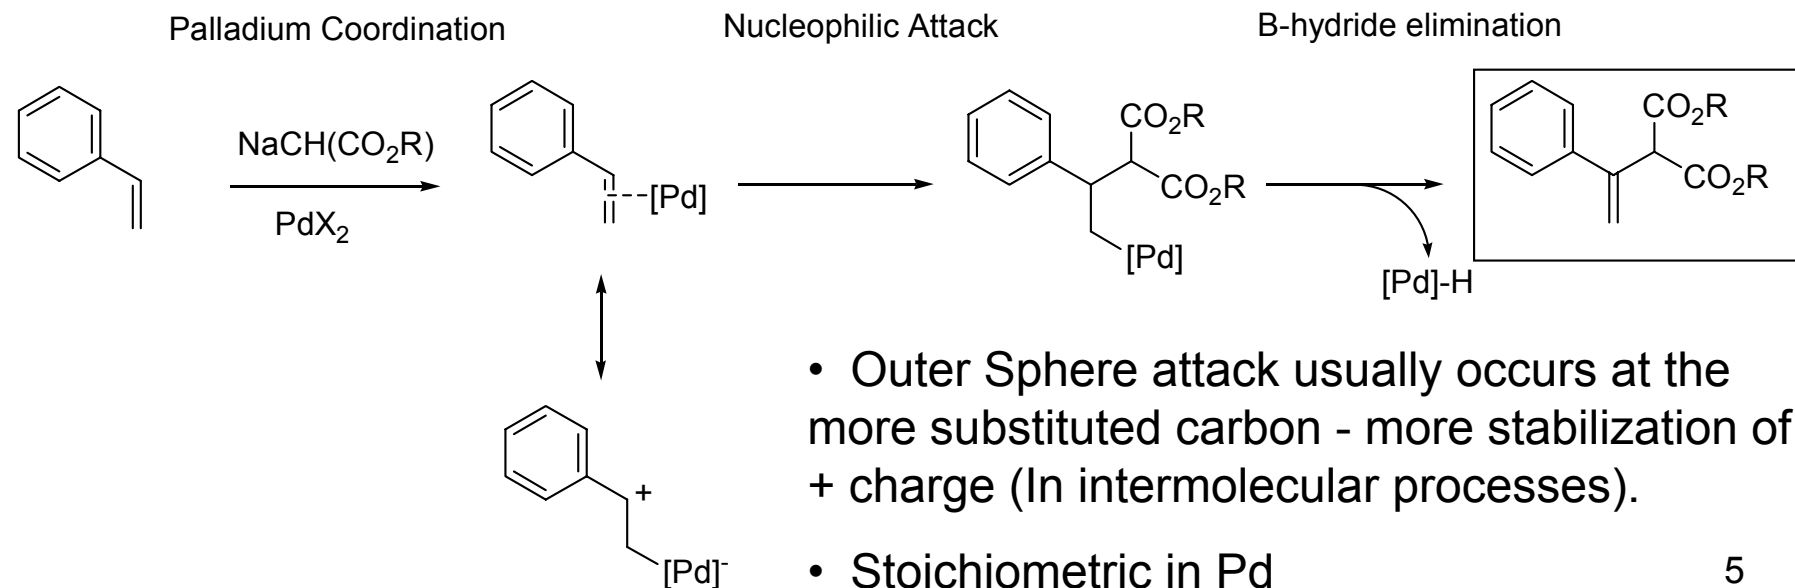 Palladium Coordination
Nucleophilic Attack
B-hydride elimination
NaCH(CO₂R)
PdX₂
[Pd]
CO₂R
CO₂R
[Pd]
[Pd]-H
CO₂R
CO₂R
+
[Pd]⁻
• Outer Sphere attack usually occurs at the
more substituted carbon - more stabilization of
+ charge (In intermolecular processes).
• Stoichiometric in Pd
5